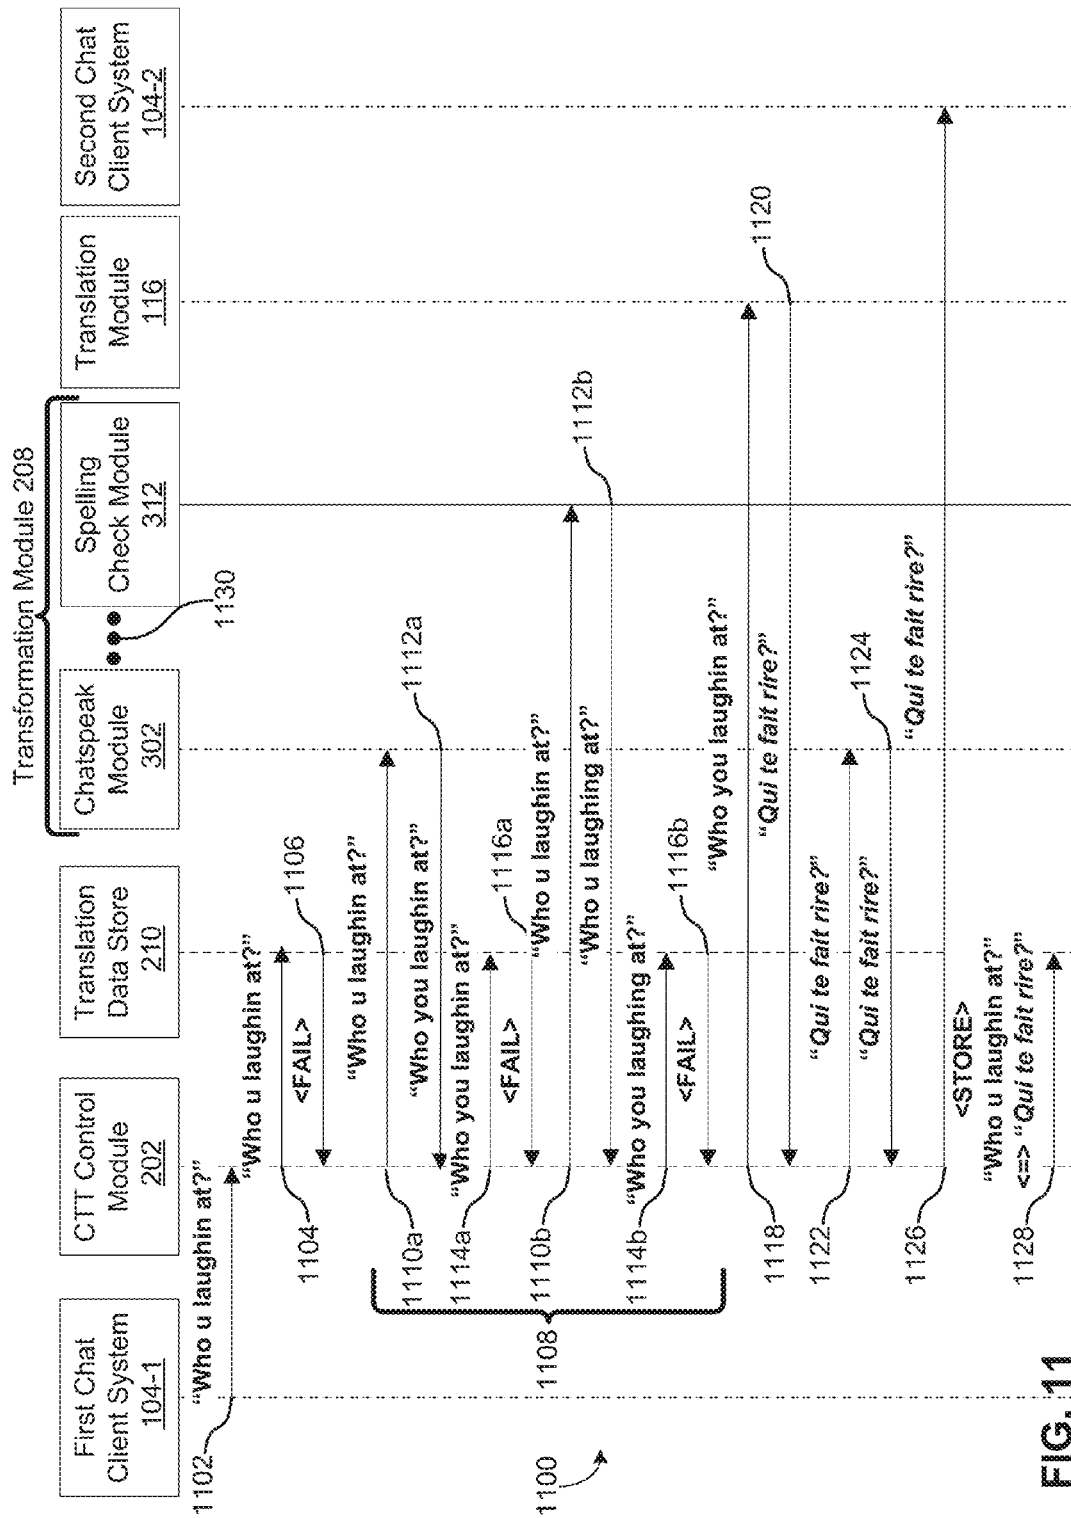 Transformation Module 208
First Chat
Client System
104-1
CTT Control
Module
202
Translation
Data Store
210
Chatspeak
Module
302
Spelling
Check Module
312
Translation
Module
116
Second Chat
Client System
104-2
1130
1102
“Who u laughin at?”
“Who u laughin at?”
1104
<FAIL>
1106
“Who u laughin at?”
1110a
“Who you laughin at?”
1112a
“Who you laughin at?”
1114a
<FAIL>
1116a
“Who u laughin at?”
1110b
“Who u laughing at?”
1112b
“Who you laughing at?”
1114b
<FAIL>
1116b
1108
“Who you laughin at?”
1118
“Qui te fait rire?”
1120
“Qui te fait rire?”
1122
“Qui te fait rire?”
1124
“Qui te fait rire?”
1126
<STORE>
“Who u laughin at?”
<=> “Qui te fait rire?”
1128
1100
FIG. 11